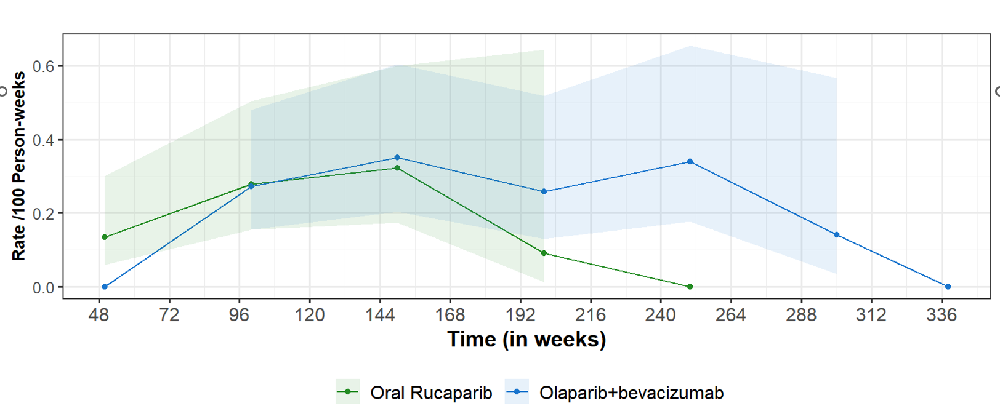 Rate /100 Person-weeks
0.6
0.4
0.2
0.0
48 72 96 120 144 168 192 216 240 264 288 312 336
Time (in weeks)
Oral Rucaparib Olaparib+bevacizumab